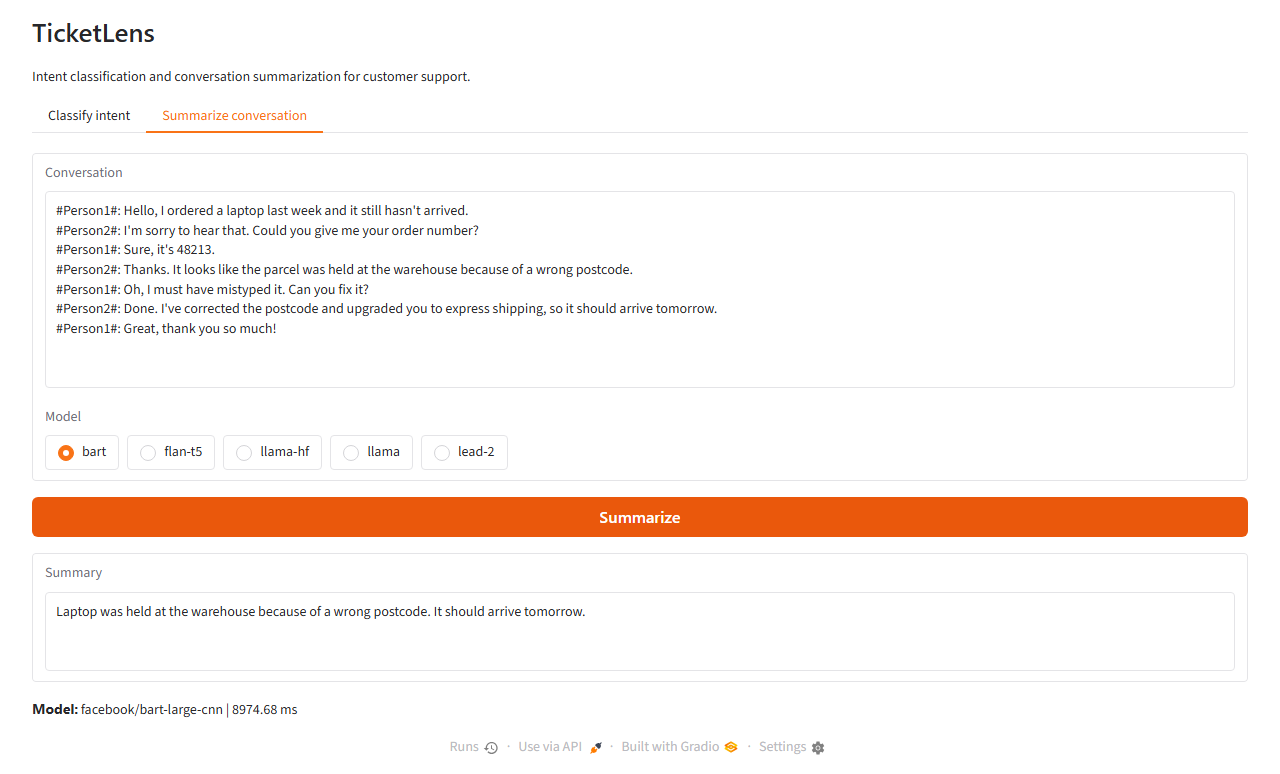 TicketLens
Intent classification and conversation summarization for customer support.
Classify intent
Summarize conversation
Conversation
#Person1#: Hello, I ordered a laptop last week and it still hasn't arrived.
#Person2#: I'm sorry to hear that. Could you give me your order number?
#Person1#: Sure, it's 48213.
#Person2#: Thanks. It looks like the parcel was held at the warehouse because of a wrong postcode.
#Person1#: Oh, I must have mistyped it. Can you fix it?
#Person2#: Done. I've corrected the postcode and upgraded you to express shipping, so it should arrive tomorrow.
#Person1#: Great, thank you so much!
Model
bart flan-t5 llama-hf llama lead-2
Summarize
Summary
Laptop was held at the warehouse because of a wrong postcode. It should arrive tomorrow.
Model: facebook/bart-large-cnn | 8974.68 ms
Runs · Use via API · Built with Gradio · Settings